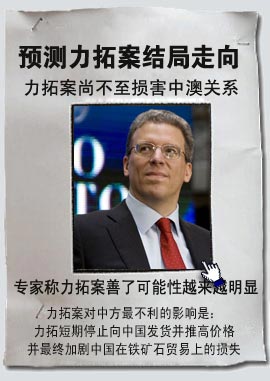 预测力拓案结局走向
力拓案尚不至损害中澳关系
专家称力拓案善了可能性越来越明显
力拓案对中方最不利的影响是：
力拓短期停止向中国发货并推高价格
并最终加剧中国在铁矿石贸易上的损失